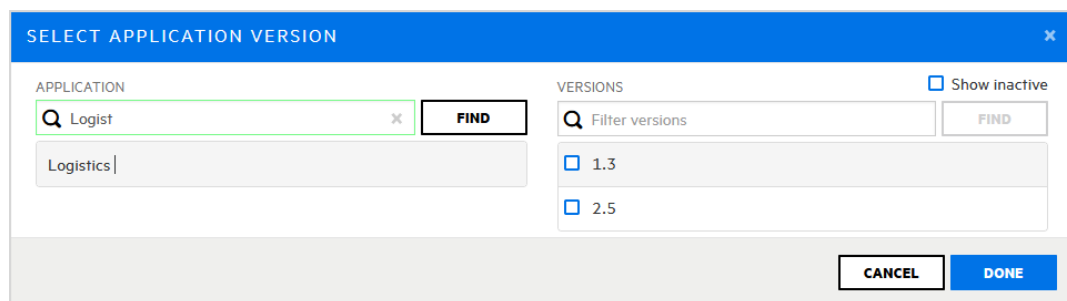 SELECT APPLICATION VERSION
APPLICATION
Logist
FIND
Logistics
VERSIONS
Show inactive
Filter versions
FIND
1.3
2.5
CANCEL
DONE